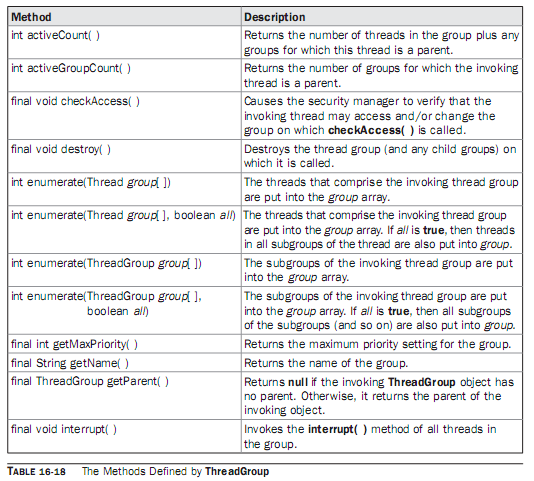 Method Description
int activeCount( ) Returns the number of threads in the group plus any
groups for which this thread is a parent.
int activeGroupCount( ) Returns the number of groups for which the invoking
thread is a parent.
final void checkAccess( ) Causes the security manager to verify that the
invoking thread may access and/or change the
group on which checkAccess( ) is called.
final void destroy( ) Destroys the thread group (and any child groups) on
which it is called.
int enumerate(Thread group[ ]) The threads that comprise the invoking thread group
are put into the group array.
int enumerate(Thread group[ ], boolean all) The threads that comprise the invoking thread group
are put into the group array. If all is true, then threads
in all subgroups of the thread are also put into group.
int enumerate(ThreadGroup group[ ]) The subgroups of the invoking thread group are put
into the group array.
int enumerate(ThreadGroup group[ ], The subgroups of the invoking thread group are put
boolean all) into the group array. If all is true, then all subgroups
of the subgroups (and so on) are also put into group.
final int getMaxPriority( ) Returns the maximum priority setting for the group.
final String getName( ) Returns the name of the group.
final ThreadGroup getParent( ) Returns null if the invoking ThreadGroup object has
no parent. Otherwise, it returns the parent of the
invoking object.
final void interrupt( ) Invokes the interrupt( ) method of all threads in
the group.
TABLE 16-18 The Methods Defined by ThreadGroup